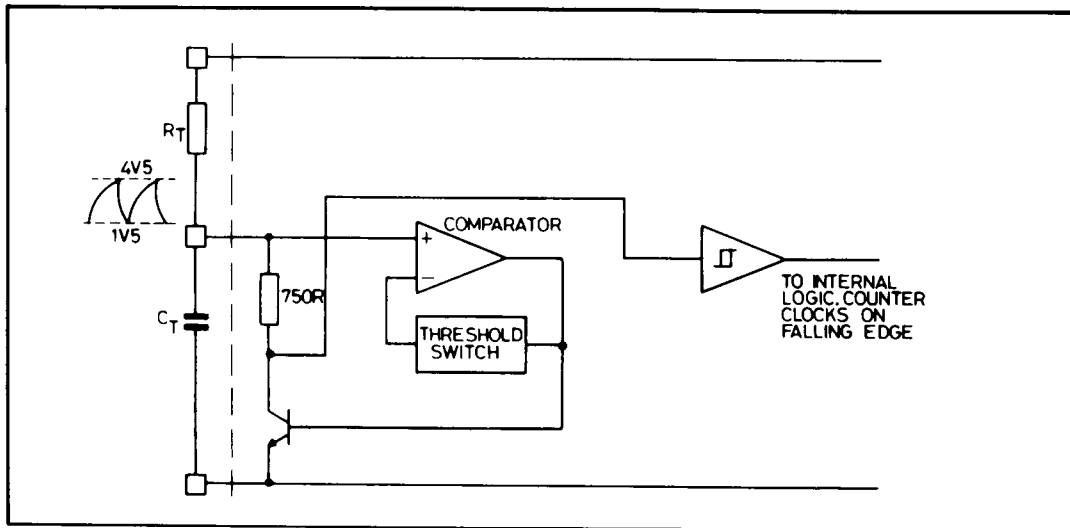 RT
4V5
1V5
CT
750R
COMPARATOR
+
−
THRESHOLD
SWITCH
TO INTERNAL
LOGIC.COUNTER
CLOCKS ON
FALLING EDGE